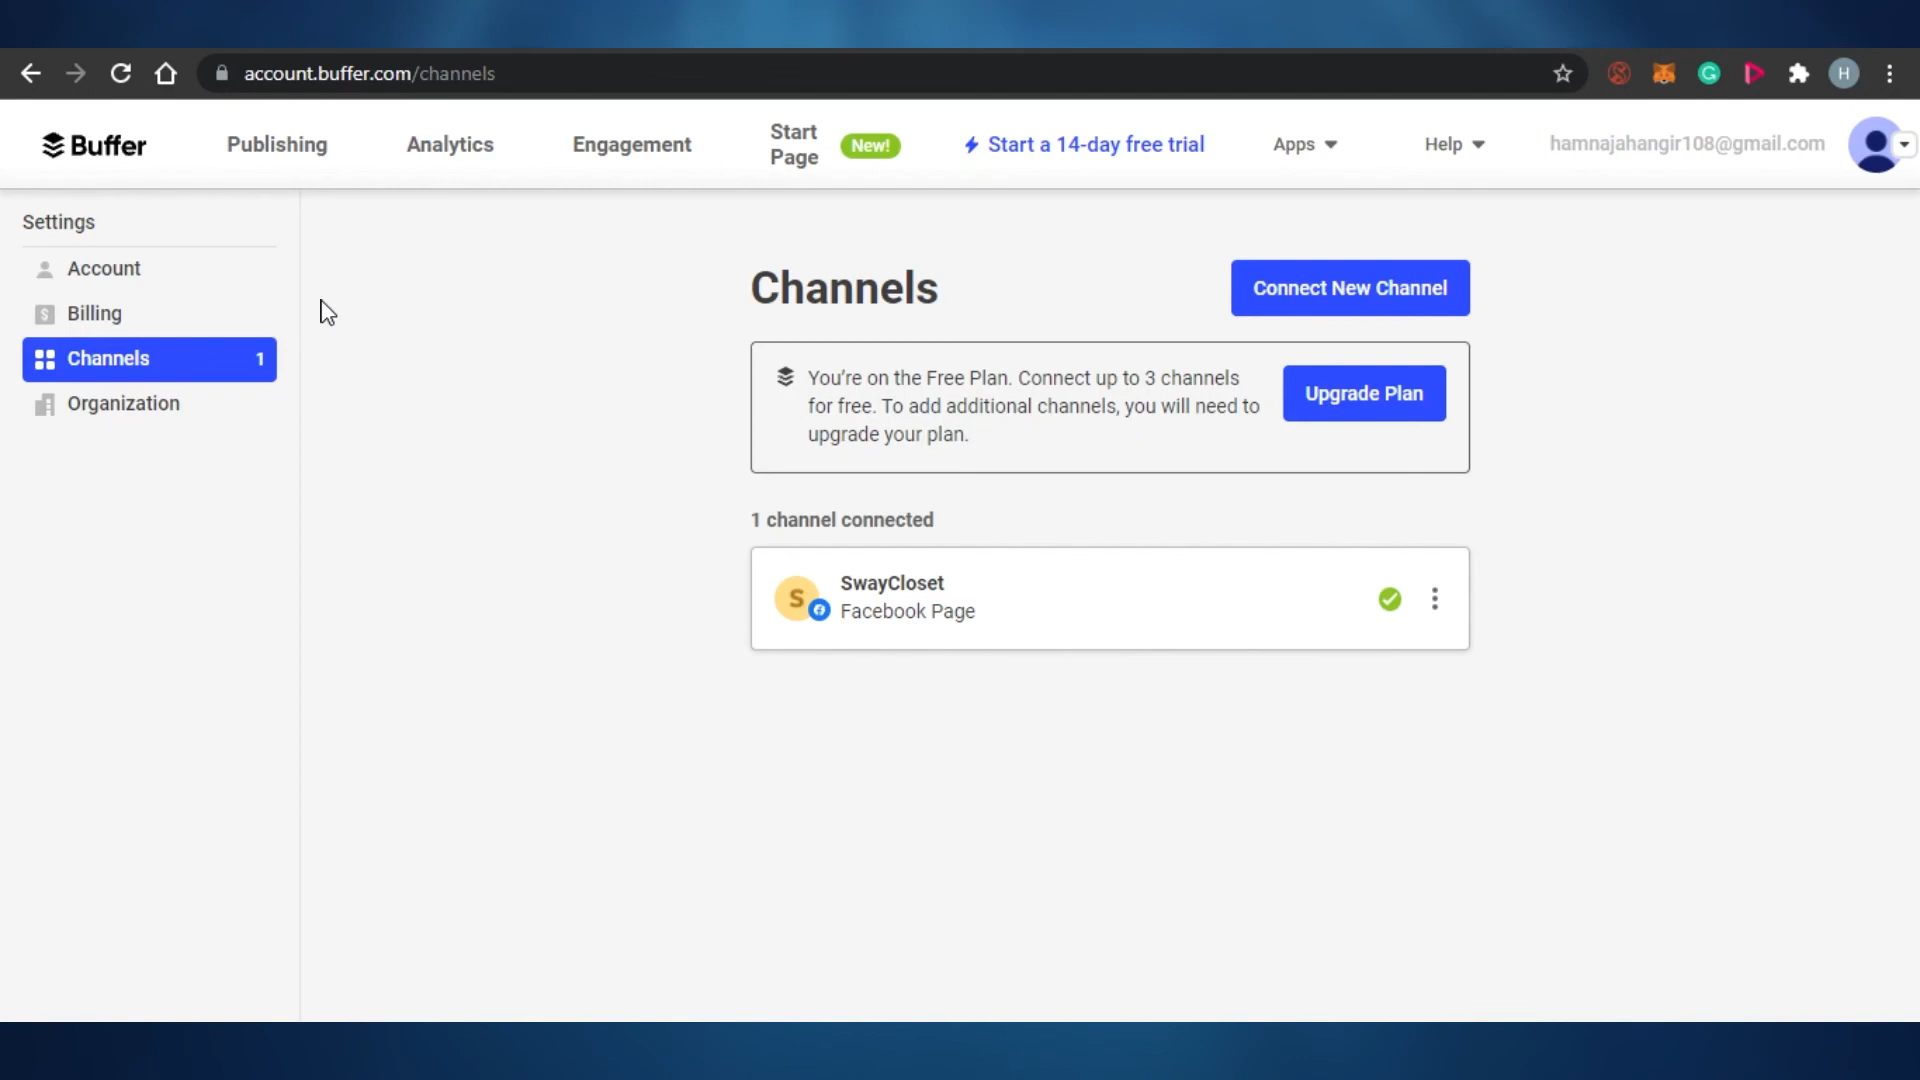 account.buffer.com/channels
H
Buffer
Publishing
Analytics
Engagement
Start
Page
New!
Start a 14-day free trial
Apps
Help
hamnajahangir108@gmail.com
Settings
Account
$ Billing
Channels 1
Organization
Channels
Connect New Channel
You're on the Free Plan. Connect up to 3 channels
for free. To add additional channels, you will need to
upgrade your plan.
Upgrade Plan
1 channel connected
S
SwayCloset
Facebook Page